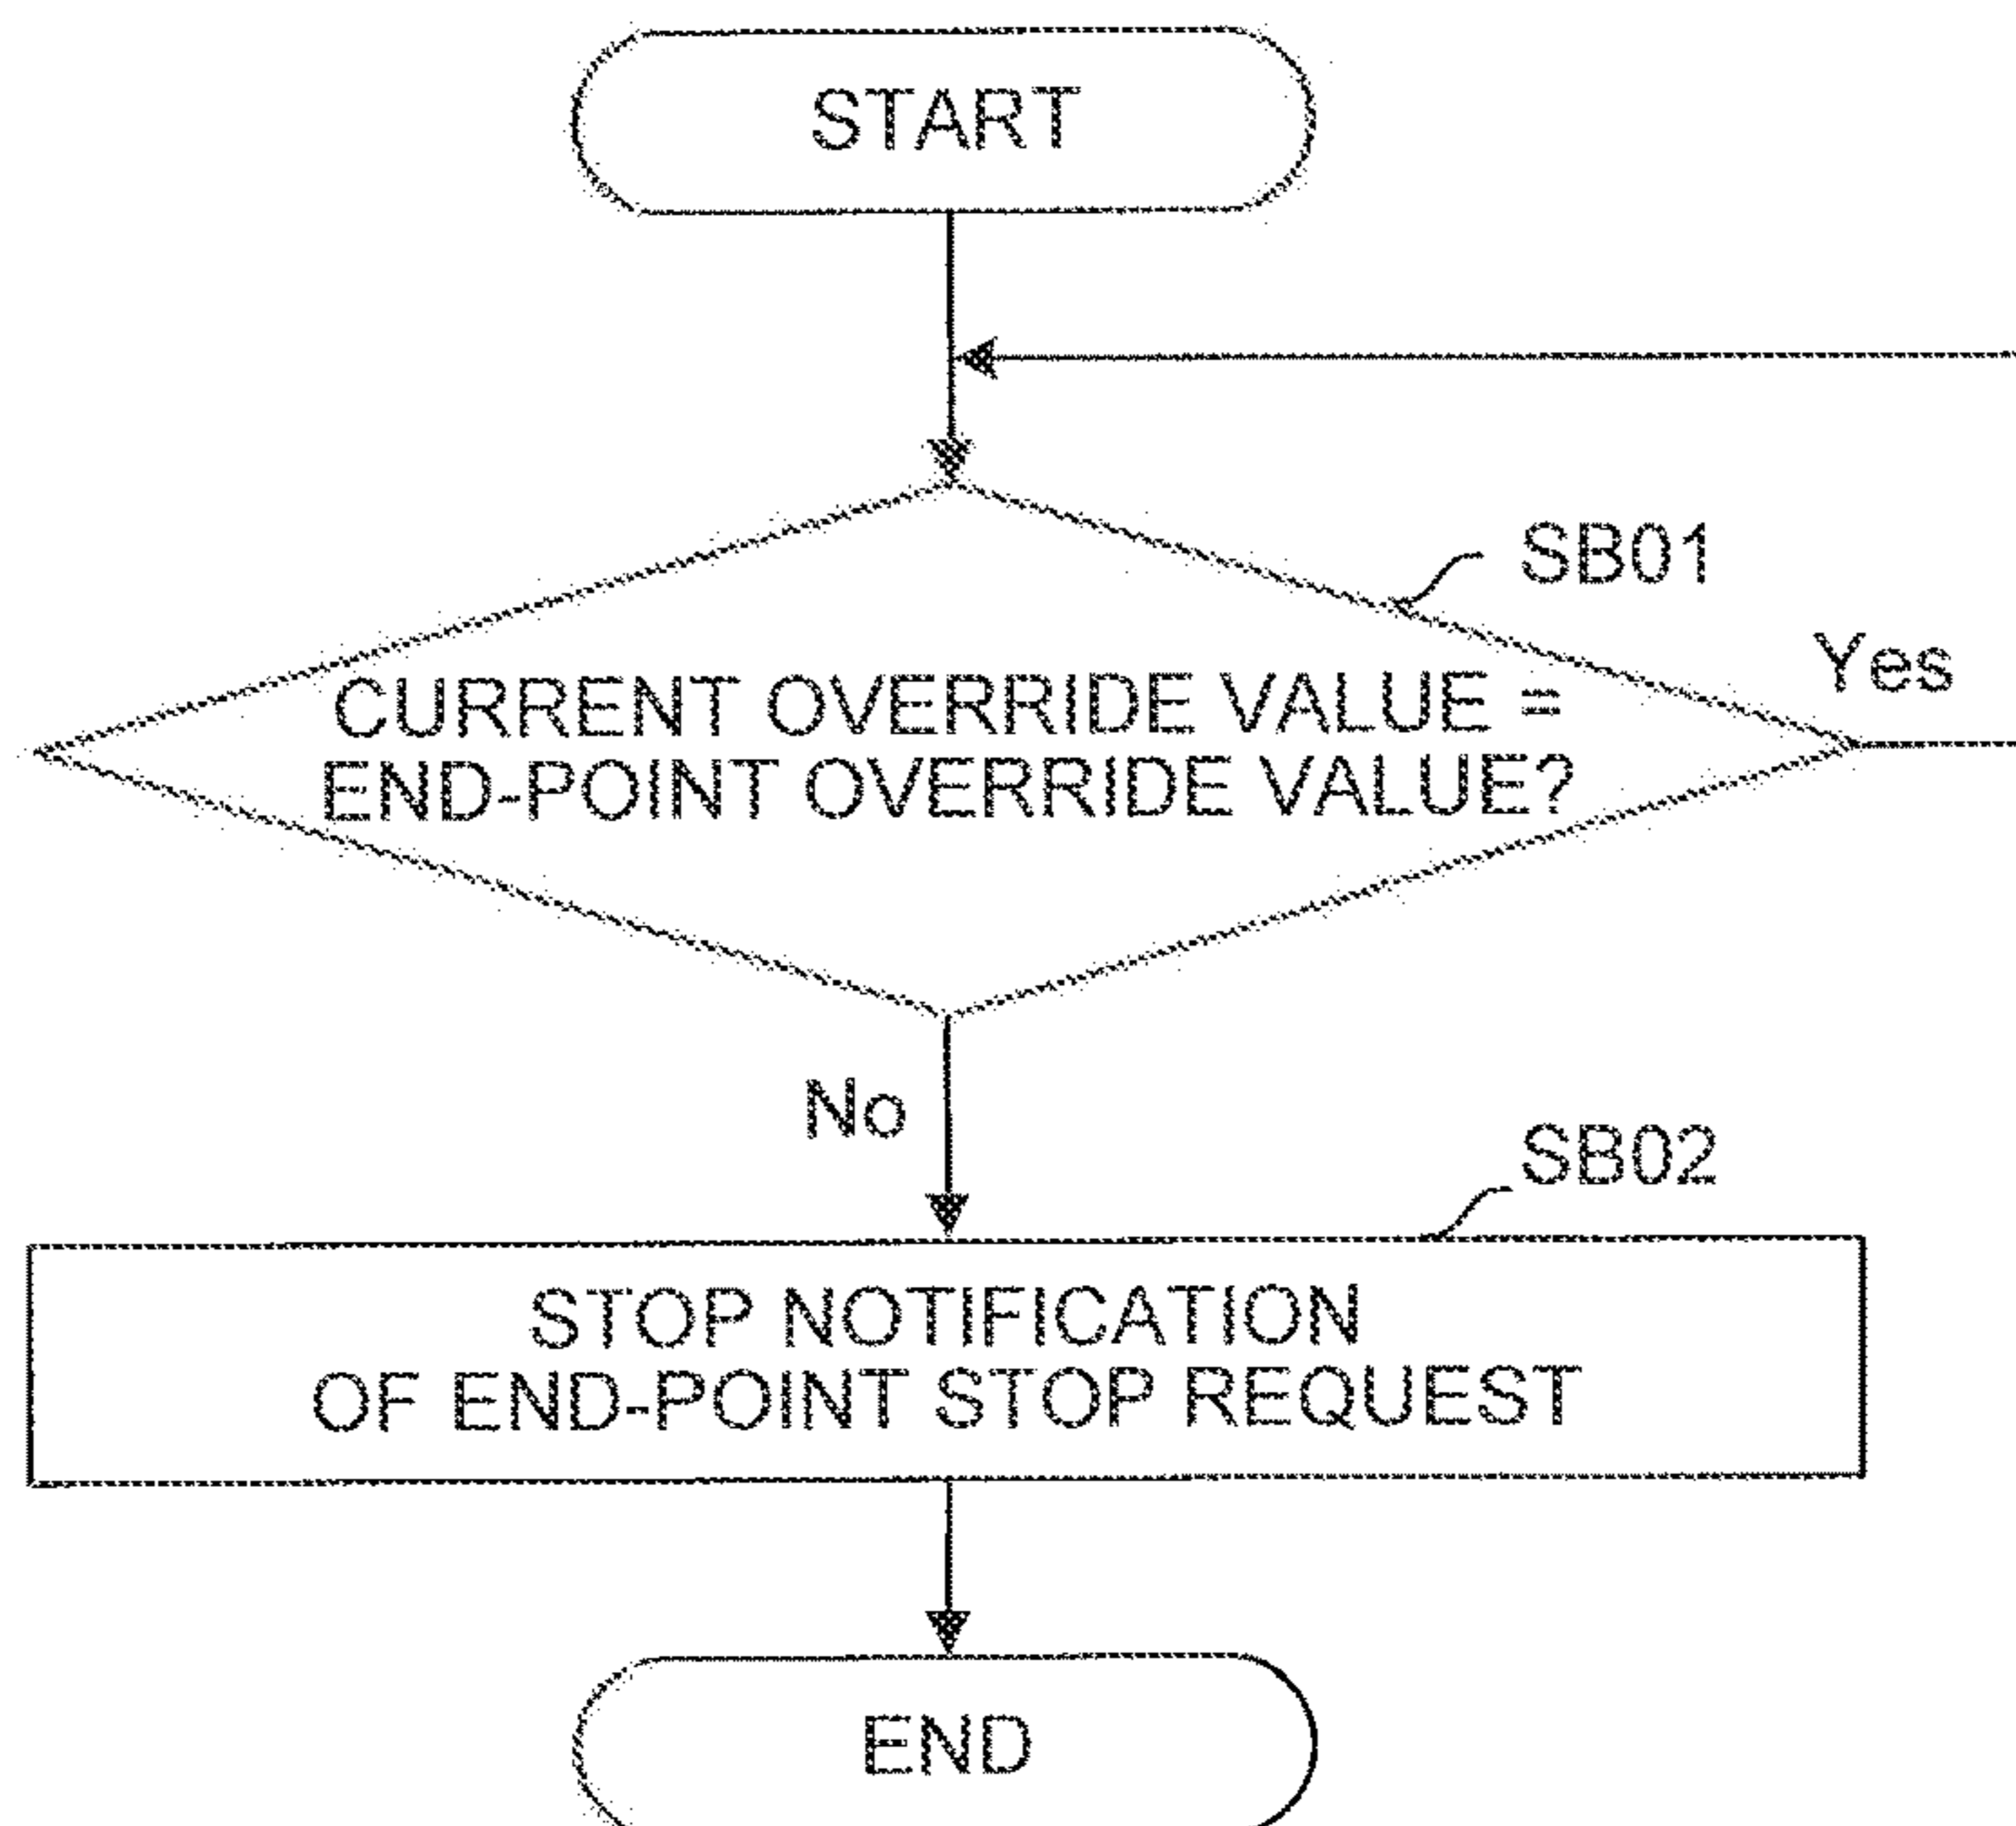 START
SB01
Yes
CURRENT OVERRIDE VALUE =
END-POINT OVERRIDE VALUE?
No
SB02
STOP NOTIFICATION
OF END-POINT STOP REQUEST
END